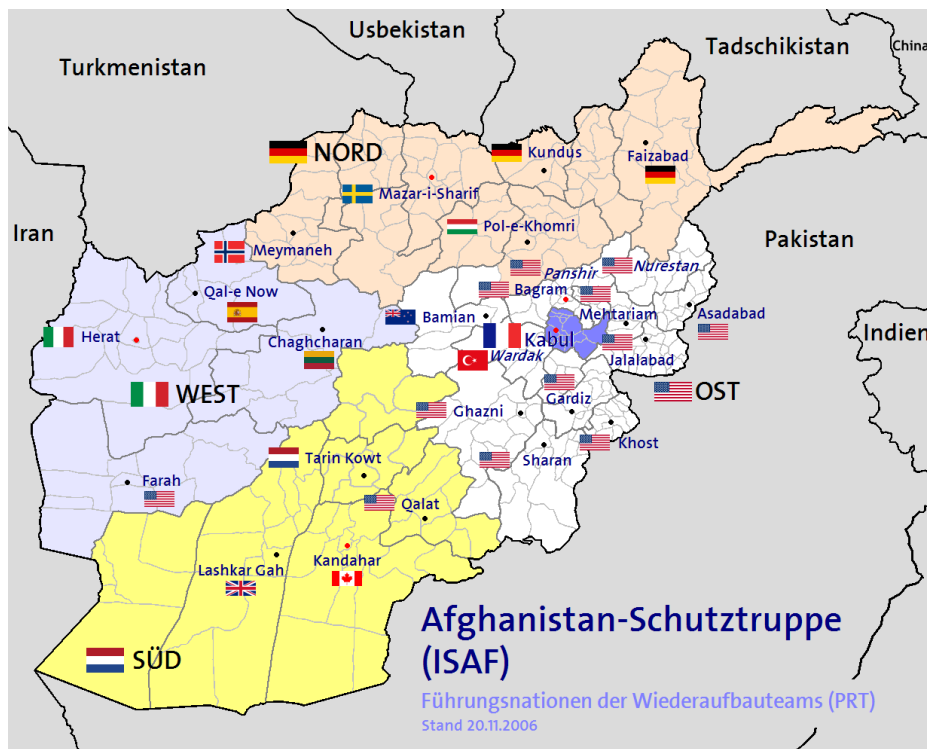 Usbekistan
Tadschikistan
China
Turkmenistan
NORD
Kundus
Faizabad
Mazar-i-Sharif
Iran
Pol-e-Khomri
Pakistan
Meymaneh
Panshir
Nurestan
Qal-e Now
Bagram
Herat
Bamian
Mehtariam
Asadabad
Chaghcharan
Kabul
Indien
Wardak
Jalalabad
WEST
OST
Ghazni
Gardiz
Khost
Tarin Kowt
Sharan
Farah
Qalat
Lashkar Gah
Kandahar
SÜD
Afghanistan-Schutztruppe
(ISAF)
Führungsnationen der Wiederaufbauteams (PRT)
Stand 20.11.2006